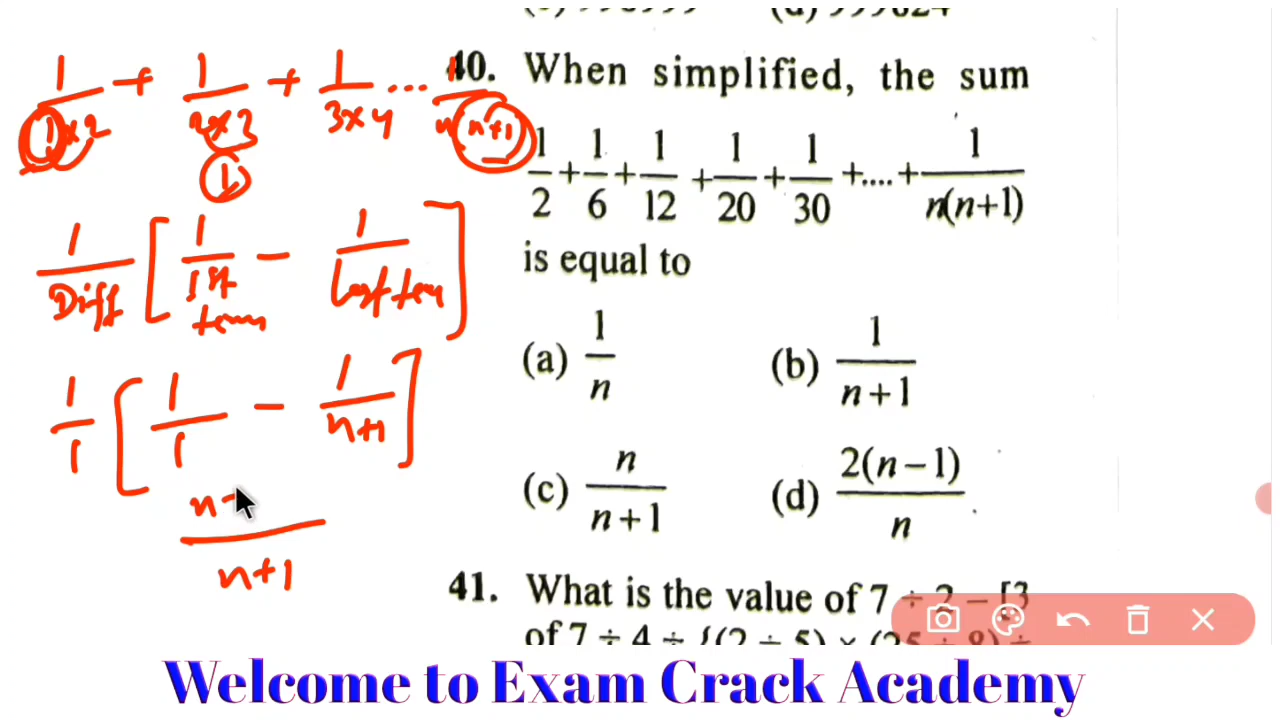 40. When simplified, the sum
1/2 + 1/6 + 1/12 + 1/20 + 1/30 + .... + 1/n(n+1)
is equal to
(a) 1/n (b) 1/n+1
(c) n/n+1 (d) 2(n−1)/n
41. What is the value of 7 ÷ 2 − [3
of 7 ÷ 4 ÷
1/1×2 + 1/2×3 + 1/3×4 ... 1/n(n+1)
1
1/Diff [ 1/1st term − 1/Last term ]
1/1 [ 1/1 − 1/n+1 ]
n-
n+1
Welcome to Exam Crack Academy